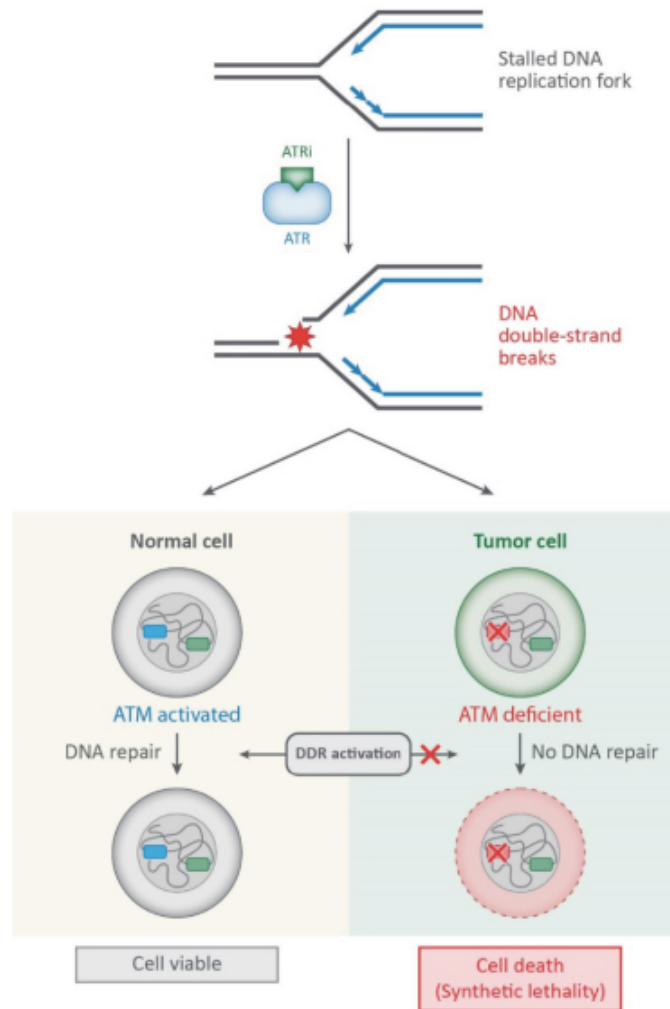 Stalled DNA
replication fork
ATRi
ATR
DNA
double-strand
breaks
Normal cell
Tumor cell
ATM activated
ATM deficient
DNA repair
DDR activation
No DNA repair
Cell viable
Cell death
(Synthetic lethality)